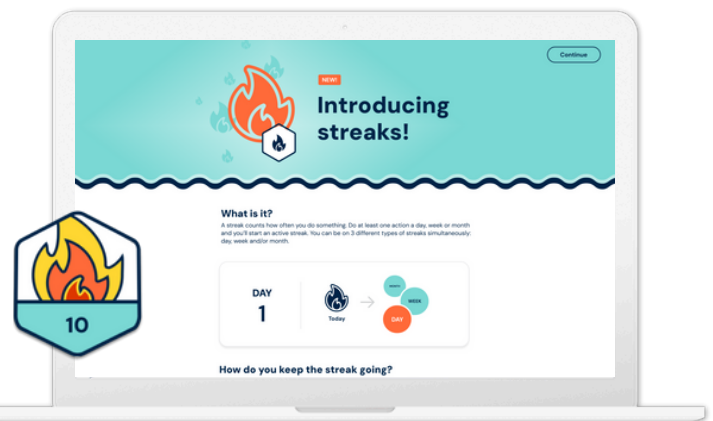 Continue
NEW!
Introducing
streaks!
What is it?
A streak counts how often you do something. Do at least one action a day, week or month
and you'll start an active streak. You can be on 3 different types of streaks simultaneously:
day, week and/or month.
DAY
1
Today
MONTH
WEEK
DAY
10
How do you keep the streak going?